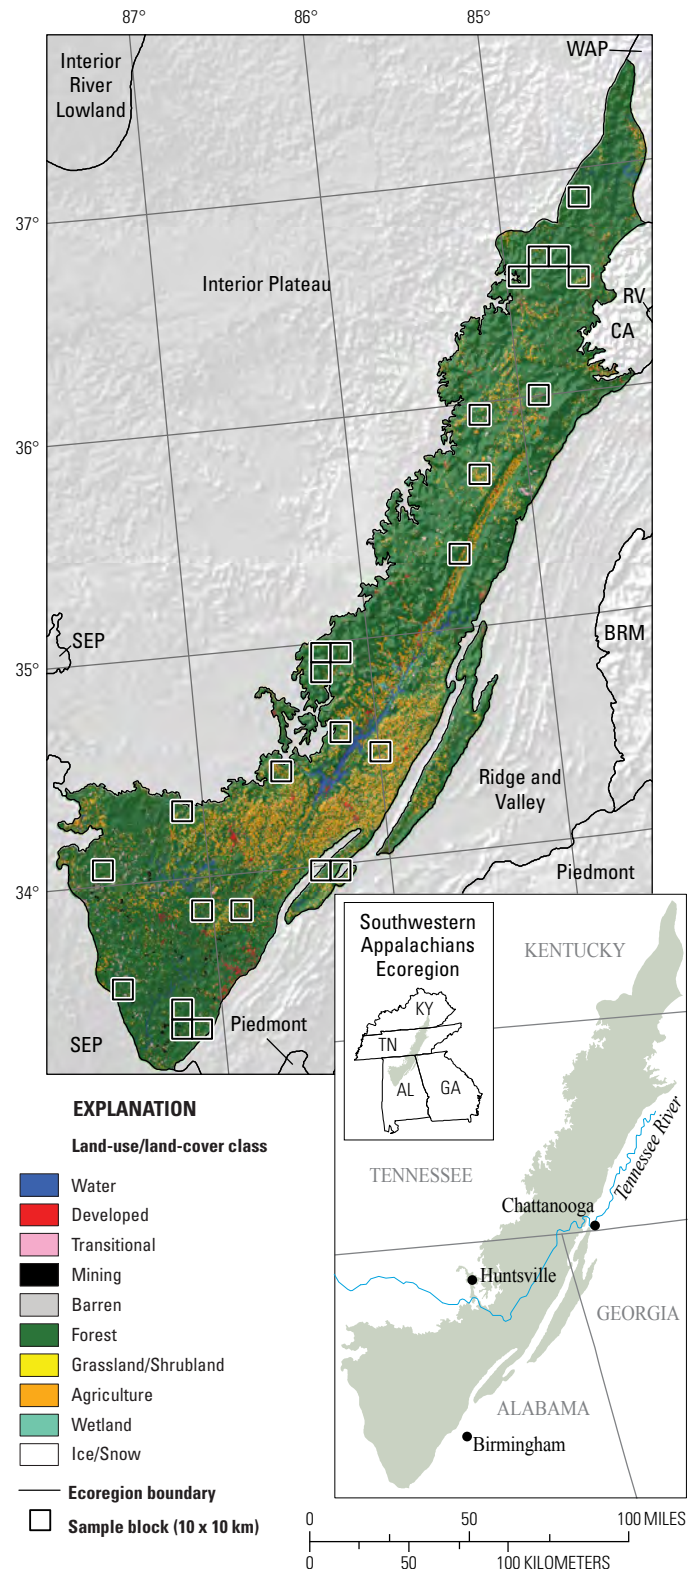 87°
86°
85°
WAP
Interior
River
Lowland
37°
Interior Plateau
RV
CA
36°
SEP
BRM
35°
Ridge and
Valley
Piedmont
34°
Piedmont
SEP
Southwestern
Appalachians
Ecoregion
KY
TN
AL
GA
KENTUCKY
TENNESSEE
Tennessee River
Chattanooga
Huntsville
GEORGIA
ALABAMA
Birmingham
EXPLANATION
Land-use/land-cover class
Water
Developed
Transitional
Mining
Barren
Forest
Grassland/Shrubland
Agriculture
Wetland
Ice/Snow
Ecoregion boundary
Sample block (10 x 10 km)
0 50 100 MILES
0 50 100 KILOMETERS